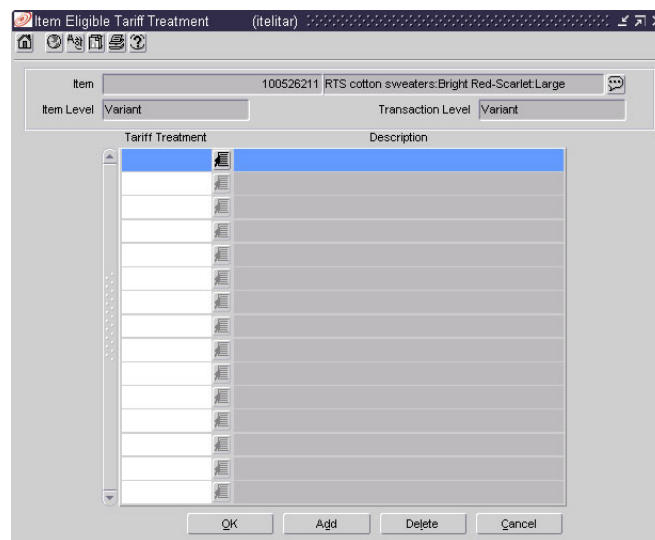 Item Eligible Tariff Treatment (itelitar)
Item 100526211 RTS cotton sweaters:Bright Red-Scarlet:Large
Item Level Variant Transaction Level Variant
Tariff Treatment Description
OK Add Delete Cancel